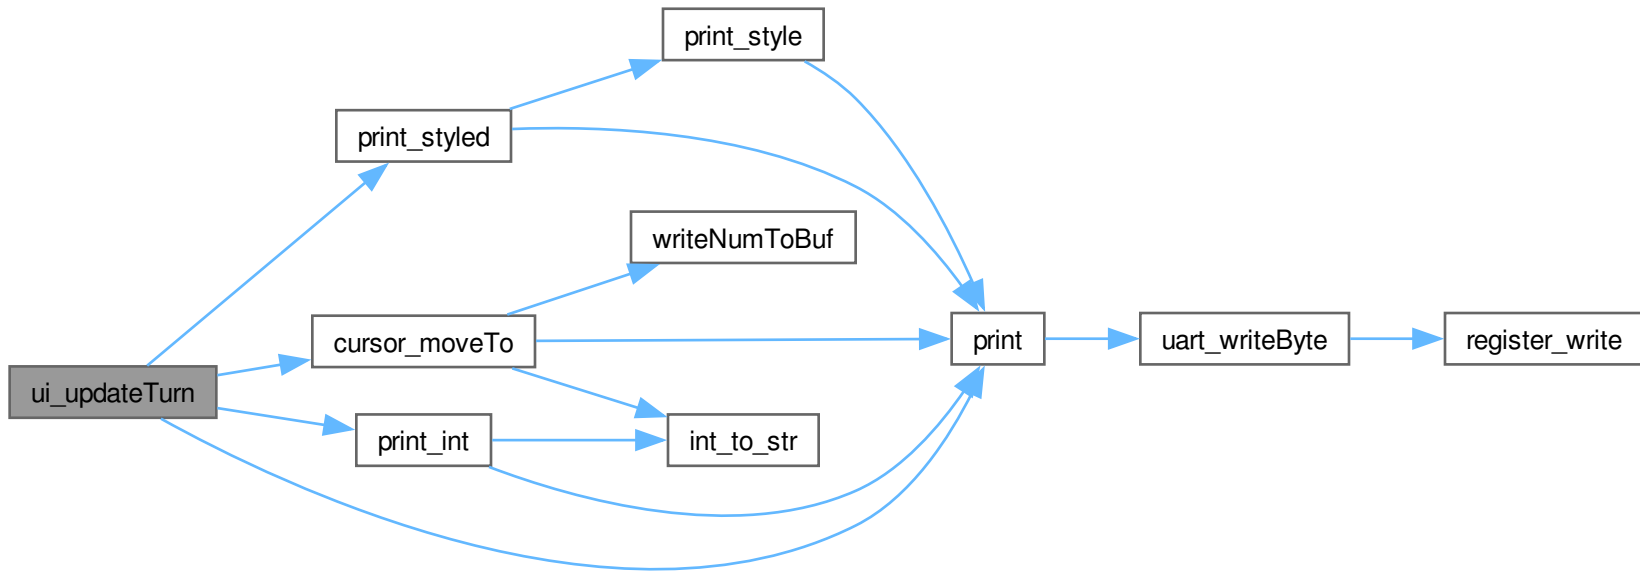 print_style
print_styled
writeNumToBuf
cursor_moveTo
print
uart_writeByte
register_write
ui_updateTurn
print_int
int_to_str